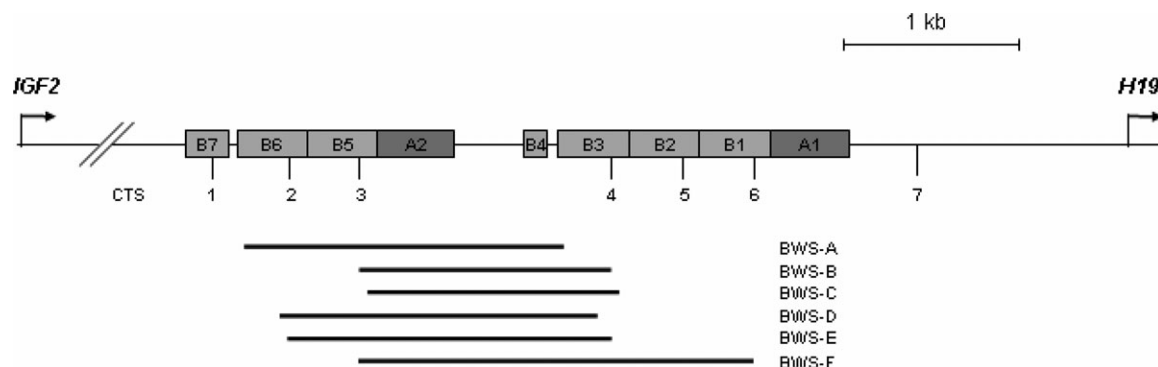 1 kb
IGF2 H19
B7 B6 B5 A2 B4 B3 B2 B1 A1
CTS 1 2 3 4 5 6 7
BWS-A
BWS-B
BWS-C
BWS-D
BWS-E
BWS-F